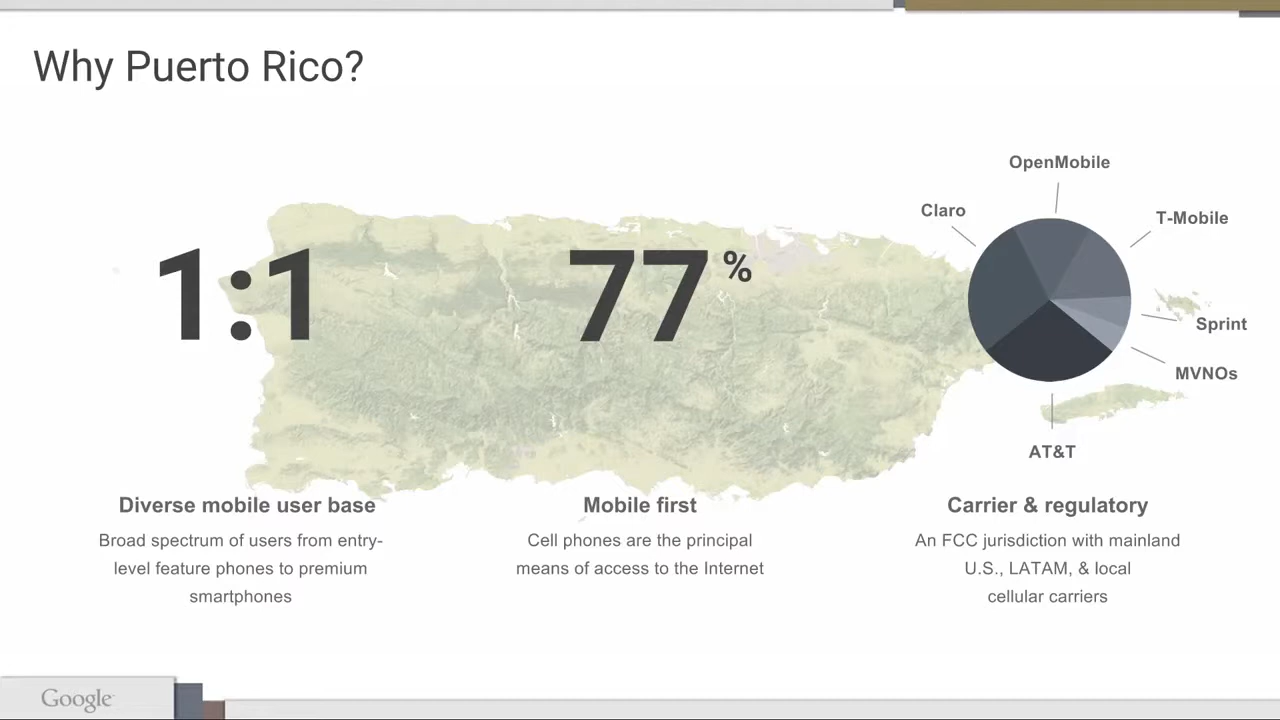 Why Puerto Rico?
1:1
Diverse mobile user base
Broad spectrum of users from entry-
level feature phones to premium
smartphones
77%
Mobile first
Cell phones are the principal
means of access to the Internet
OpenMobile
Claro
T-Mobile
Sprint
MVNOs
AT&T
Carrier & regulatory
An FCC jurisdiction with mainland
U.S., LATAM, & local
cellular carriers
Google